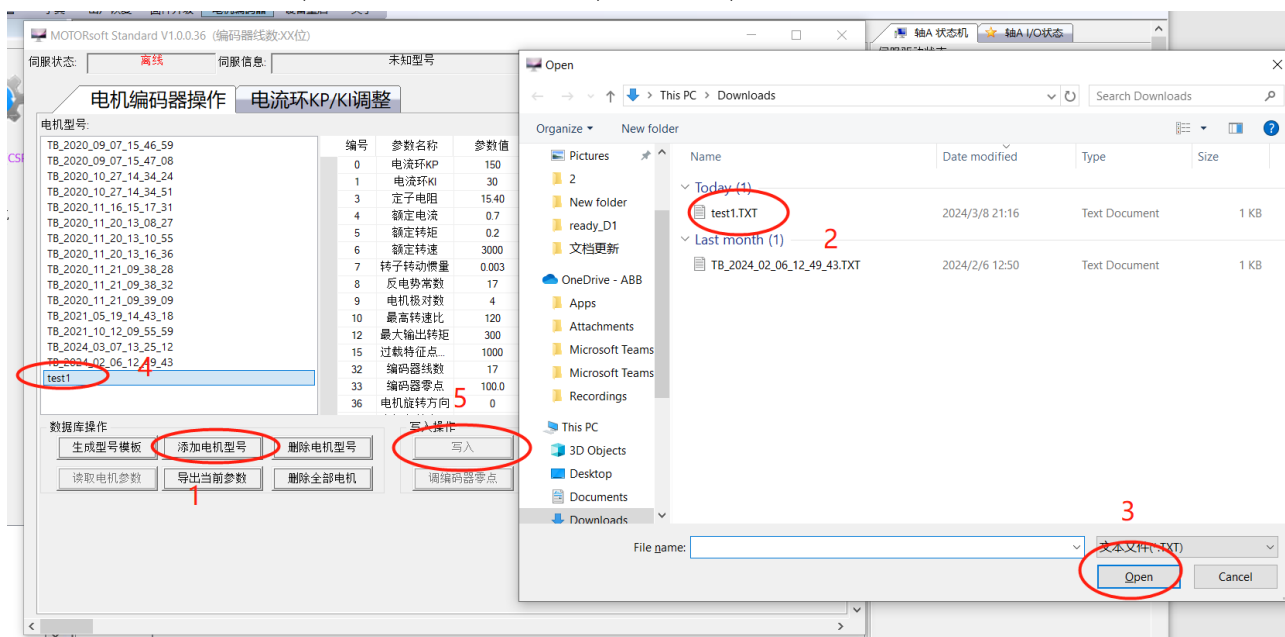 MOTORsoft Standard V1.0.0.36 (编码器线数:XX位)
轴A 状态机 轴A I/O状态
伺服状态: 离线 伺服信息: 未知型号
电机编码器操作 电流环KP/KI调整
电机型号:
TB_2020_09_07_15_46_59
TB_2020_09_07_15_47_08
TB_2020_10_27_14_34_24
TB_2020_10_27_14_34_51
TB_2020_11_16_15_17_31
TB_2020_11_20_13_08_27
TB_2020_11_20_13_10_55
TB_2020_11_20_13_16_36
TB_2020_11_21_09_38_28
TB_2020_11_21_09_38_32
TB_2020_11_21_09_39_09
TB_2021_05_19_14_43_18
TB_2021_10_12_09_55_59
TB_2024_03_07_13_25_12
TB_2024_02_06_12_49_43
test1
4
编号 参数名称 参数值
0 电流环KP 150
1 电流环KI 30
3 定子电阻 15.40
4 额定电流 0.7
5 额定转矩 0.2
6 额定转速 3000
7 转子转动惯量 0.003
8 反电势常数 17
9 电机极对数 4
10 最高转速比 120
12 最大输出转矩 300
15 过载特征点... 1000
32 编码器线数 17
33 编码器零点 100.0
36 电机旋转方向 0
5
数据库操作 写入操作
生成型号模板 添加电机型号 删除电机型号 写入
读取电机参数 导出当前参数 删除全部电机 调编码器零点
1
Open
This PC > Downloads Search Downloads
Organize New folder
Pictures
2
New folder
ready_D1
文档更新
OneDrive - ABB
Apps
Attachments
Microsoft Teams
Microsoft Teams
Recordings
This PC
3D Objects
Desktop
Documents
Downloads
Name Date modified Type Size
Today (1)
test1.TXT 2024/3/8 21:16 Text Document 1 KB
Last month (1) 2
TB_2024_02_06_12_49_43.TXT 2024/2/6 12:50 Text Document 1 KB
3
File name: 文本文件(*.TXT)
Open Cancel